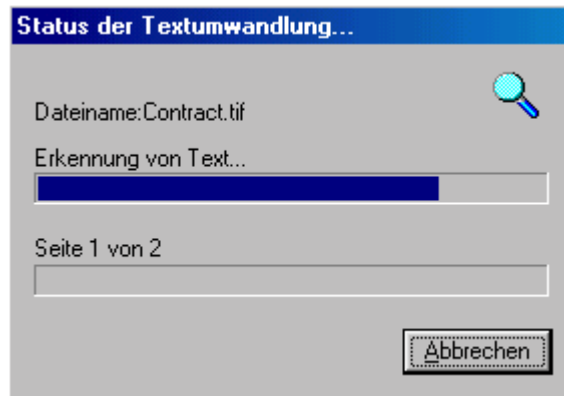 Status der Textumwandlung...
Dateiname:Contract.tif
Erkennung von Text...
Seite 1 von 2
Abbrechen